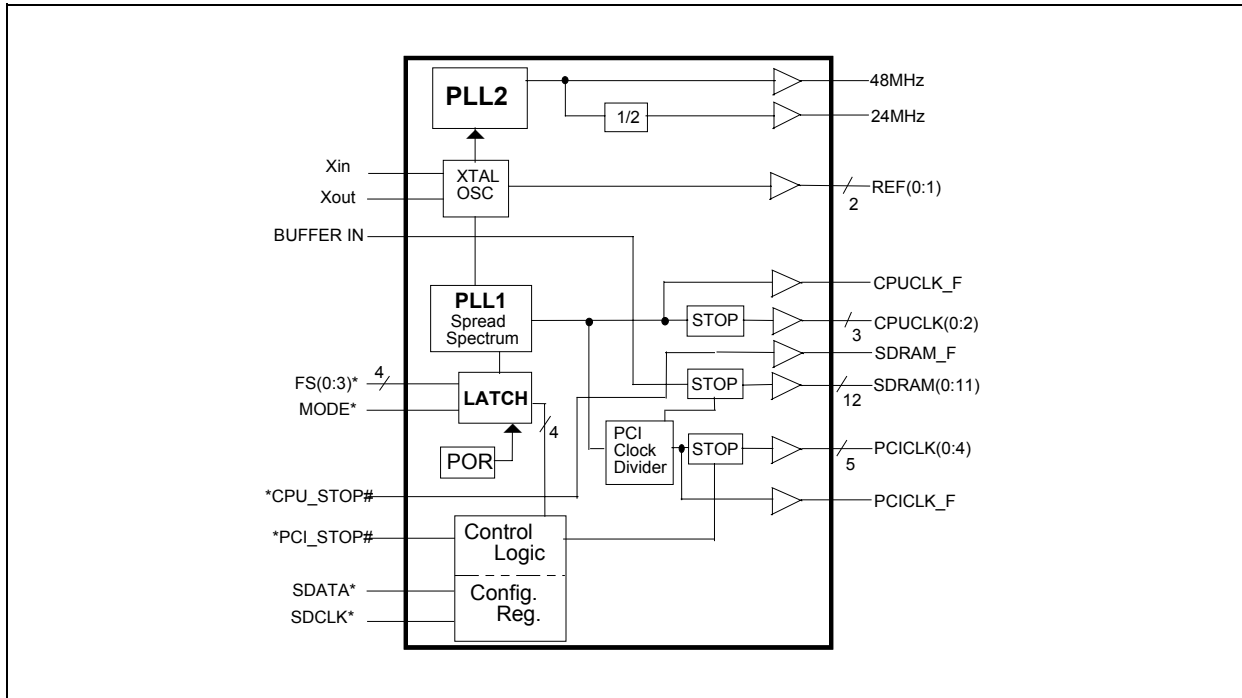 PLL2
48MHz
1/2
24MHz
Xin
XTAL
OSC
Xout
REF(0:1)
2
BUFFER IN
PLL1
Spread
Spectrum
CPUCLK_F
STOP
CPUCLK(0:2)
3
SDRAM_F
FS(0:3)*
4
LATCH
MODE*
4
STOP
SDRAM(0:11)
12
POR
PCI
Clock
Divider
STOP
PCICLK(0:4)
5
*CPU_STOP#
PCICLK_F
*PCI_STOP#
Control
Logic
SDATA*
Config.
Reg.
SDCLK*